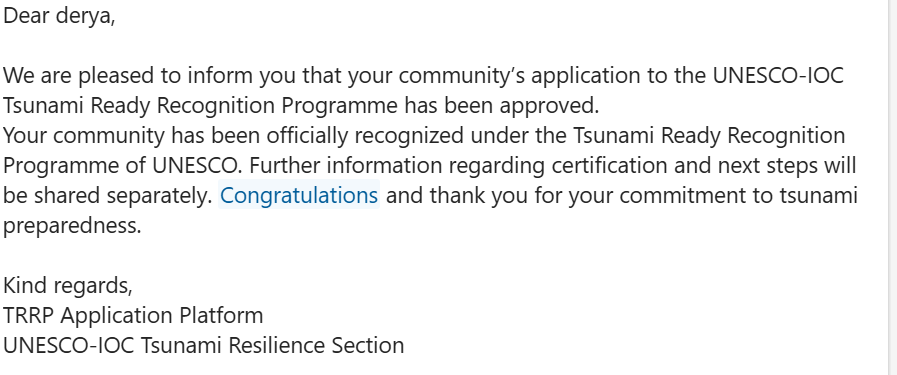 Dear derya,
We are pleased to inform you that your community’s application to the UNESCO-IOC
Tsunami Ready Recognition Programme has been approved.
Your community has been officially recognized under the Tsunami Ready Recognition
Programme of UNESCO. Further information regarding certification and next steps will
be shared separately. Congratulations and thank you for your commitment to tsunami
preparedness.
Kind regards,
TRRP Application Platform
UNESCO-IOC Tsunami Resilience Section